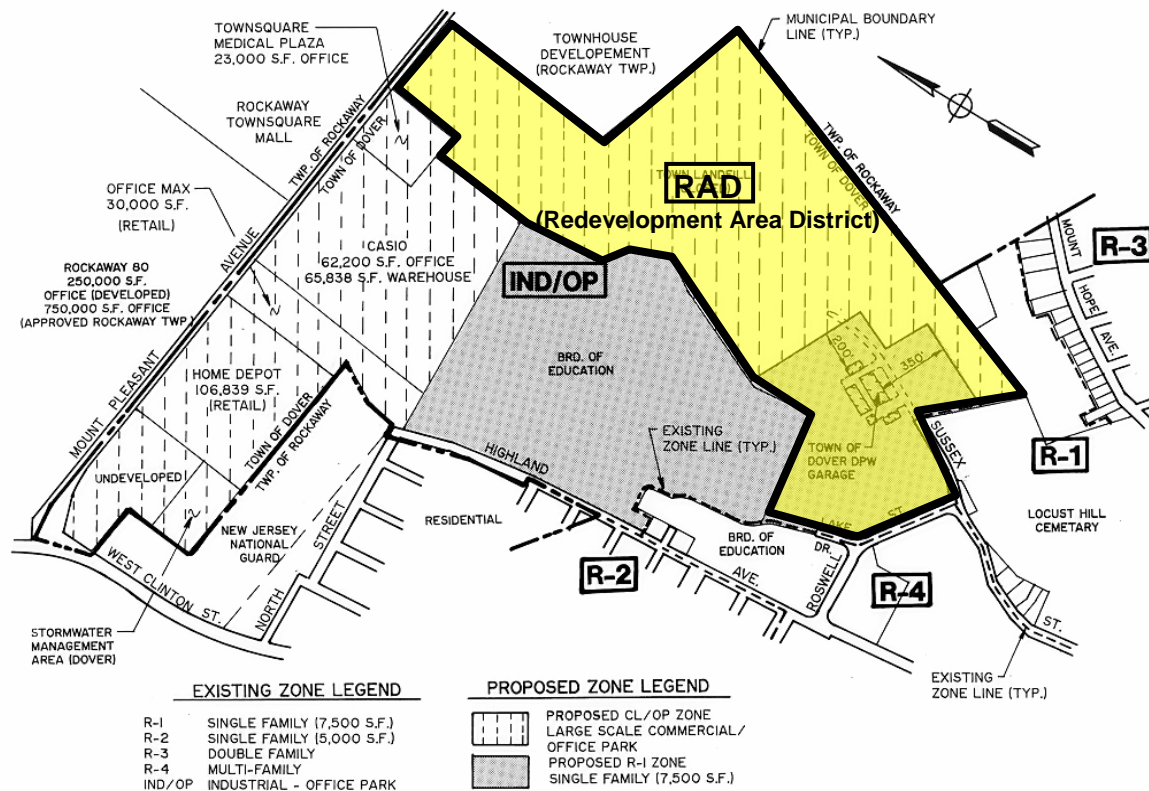 TOWNSQUARE
MEDICAL PLAZA
23,000 S.F. OFFICE
TOWNHOUSE
DEVELOPEMENT
(ROCKAWAY TWP.)
MUNICIPAL BOUNDARY
LINE (TYP.)
ROCKAWAY
TOWNSQUARE
MALL
TWP. OF ROCKAWAY
TOWN OF DOVER
TWP. OF ROCKAWAY
TOWN OF DOVER
OFFICE MAX
30,000 S.F.
(RETAIL)
RAD
(Redevelopment Area District)
TOWN LANDFILL
AVENUE
CASIO
62,200 S.F. OFFICE
65,838 S.F. WAREHOUSE
IND/OP
ROCKAWAY 80
250,000 S.F.
OFFICE (DEVELOPED)
750,000 S.F. OFFICE
(APPROVED ROCKAWAY TWP.)
MOUNT
HOPE
AVE.
R-3
BRD. OF
EDUCATION
200'
350'
HOME DEPOT
106,839 S.F.
(RETAIL)
MOUNT PLEASANT
TOWN OF DOVER
TWP. OF ROCKAWAY
EXISTING
ZONE LINE (TYP.)
TOWN OF
DOVER DPW
GARAGE
SUSSEX
R-1
UNDEVELOPED
HIGHLAND
LOCUST HILL
CEMETARY
NEW JERSEY
NATIONAL
GUARD
STREET
NORTH
RESIDENTIAL
LAKE ST.
BRD. OF
EDUCATION
DR.
ROSWELL
WEST CLINTON ST.
R-2
AVE.
R-4
ST.
STORMWATER
MANAGEMENT
AREA (DOVER)
EXISTING
ZONE LINE (TYP.)
EXISTING ZONE LEGEND
R-1 SINGLE FAMILY (7,500 S.F.)
R-2 SINGLE FAMILY (5,000 S.F.)
R-3 DOUBLE FAMILY
R-4 MULTI-FAMILY
IND/OP INDUSTRIAL - OFFICE PARK
PROPOSED ZONE LEGEND
PROPOSED CL/OP ZONE
LARGE SCALE COMMERCIAL/
OFFICE PARK
PROPOSED R-1 ZONE
SINGLE FAMILY (7,500 S.F.)